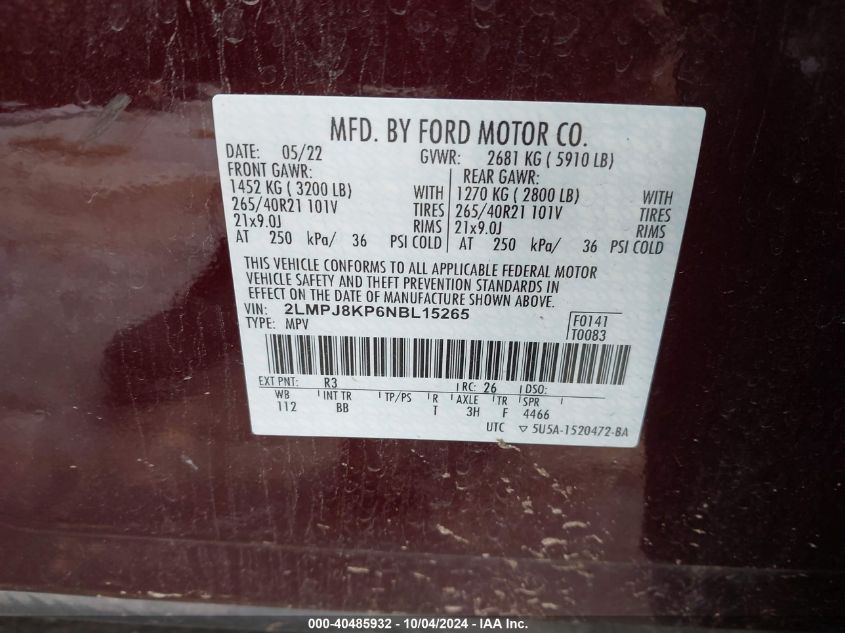 MFD. BY FORD MOTOR CO.
DATE: 05/22 GVWR: 2681 KG ( 5910 LB)
FRONT GAWR: REAR GAWR:
1452 KG ( 3200 LB) WITH 1270 KG ( 2800 LB) WITH
265/40R21 101V TIRES 265/40R21 101V TIRES
21x9.0J RIMS 21x9.0J RIMS
AT 250 kPa/ 36 PSI COLD AT 250 kPa/ 36 PSI COLD
THIS VEHICLE CONFORMS TO ALL APPLICABLE FEDERAL MOTOR
VEHICLE SAFETY AND THEFT PREVENTION STANDARDS IN
EFFECT ON THE DATE OF MANUFACTURE SHOWN ABOVE.
VIN: 2LMPJ8KP6NBL15265 F0141
TYPE: MPV T0083
EXT PNT: R3 RC: 26 DSO:
WB INT TR TP/PS R AXLE TR SPR
112 BB T 3H F 4466
UTC ▽ 5U5A-1520472-BA
000-40485932 - 10/04/2024 - 1SA - I-5 INC.